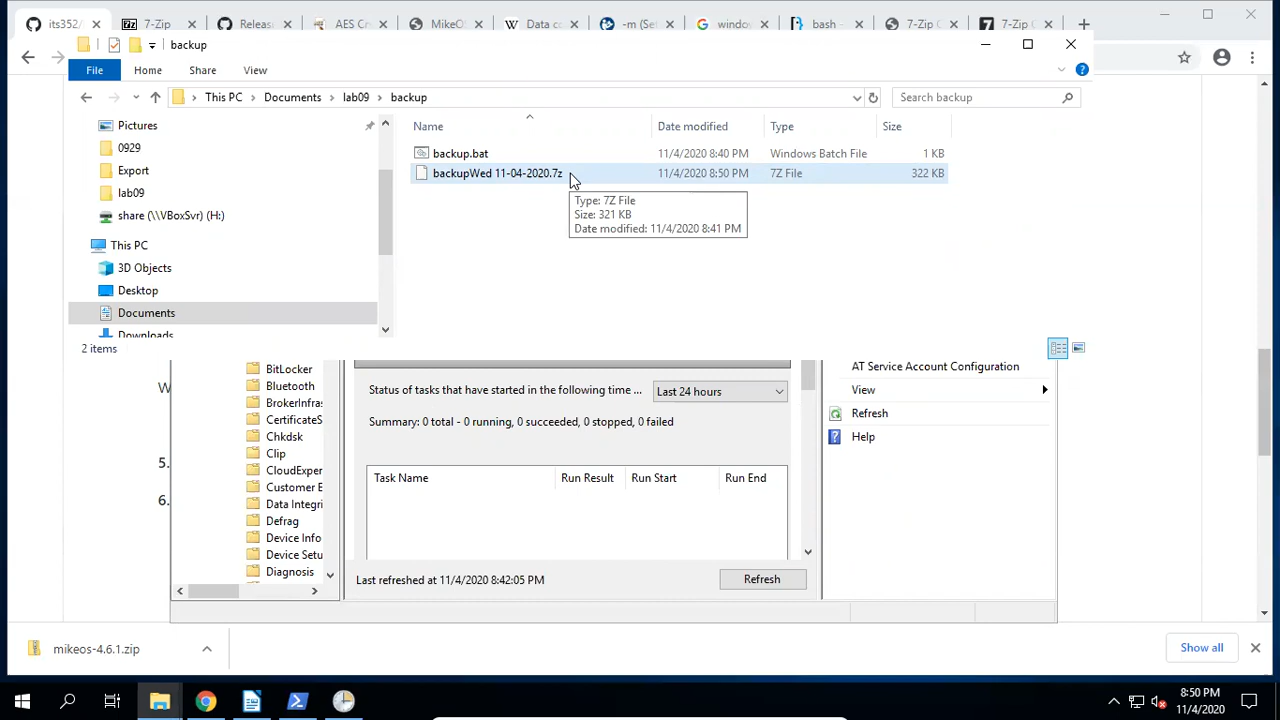 its352/
7-Zip
Releas
AES Cr
MikeOS
Data co
-m (Set
window
bash -
7-Zip C
7-Zip C
backup
File Home Share View
This PC > Documents > lab09 > backup
Search backup
Pictures
0929
Export
lab09
share (\\VBoxSvr) (H:)
This PC
3D Objects
Desktop
Documents
Downloads
Name Date modified Type Size
backup.bat 11/4/2020 8:40 PM Windows Batch File 1 KB
backupWed 11-04-2020.7z 11/4/2020 8:50 PM 7Z File 322 KB
Type: 7Z File
Size: 321 KB
Date modified: 11/4/2020 8:41 PM
2 items
W
5.
6.
BitLocker
Bluetooth
BrokerInfras
CertificateS
Chkdsk
Clip
CloudExper
Customer E
Data Integri
Defrag
Device Info
Device Setu
Diagnosis
Status of tasks that have started in the following time ... Last 24 hours
Summary: 0 total - 0 running, 0 succeeded, 0 stopped, 0 failed
Task Name Run Result Run Start Run End
Last refreshed at 11/4/2020 8:42:05 PM Refresh
AT Service Account Configuration
View
Refresh
Help
mikeos-4.6.1.zip
Show all
8:50 PM
11/4/2020